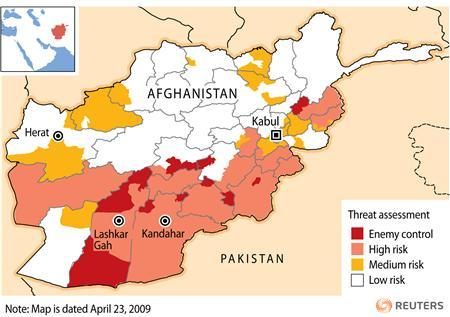 AFGHANISTAN
Herat
Kabul
Lashkar
Gah
Kandahar
PAKISTAN
Threat assessment
Enemy control
High risk
Medium risk
Low risk
Note: Map is dated April 23, 2009
REUTERS